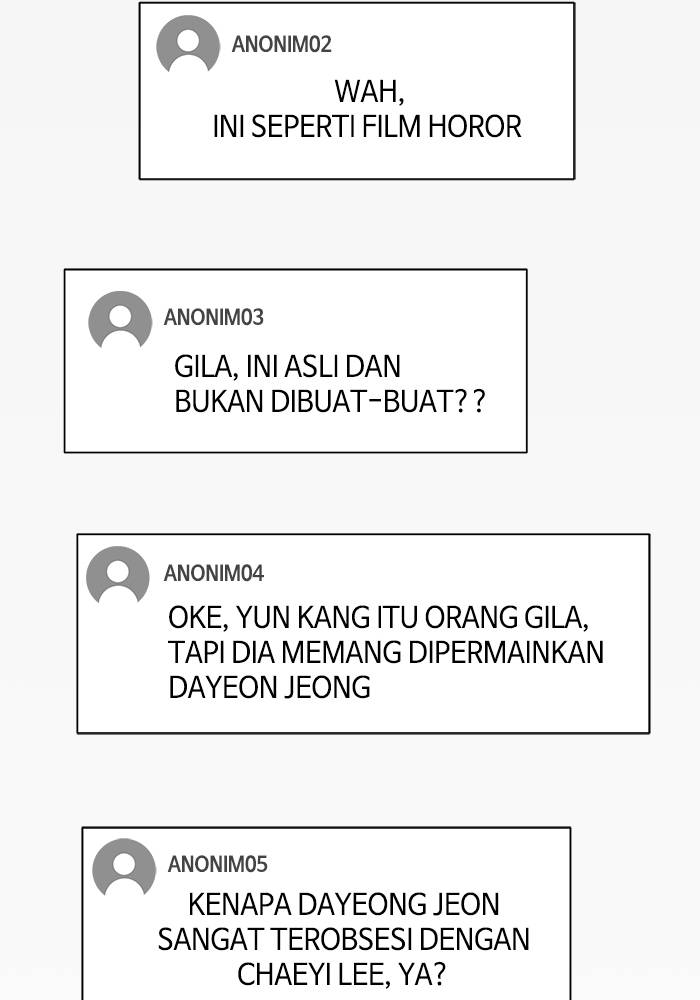 ANONIM02
WAH,
INI SEPERTI FILM HOROR
ANONIM03
GILA, INI ASLI DAN
BUKAN DIBUAT-BUAT??
ANONIM04
OKE, YUN KANG ITU ORANG GILA,
TAPI DIA MEMANG DIPERMAINKAN
DAYEON JEONG
ANONIM05
KENAPA DAYEONG JEON
SANGAT TEROBSESI DENGAN
CHAEYI LEE, YA?